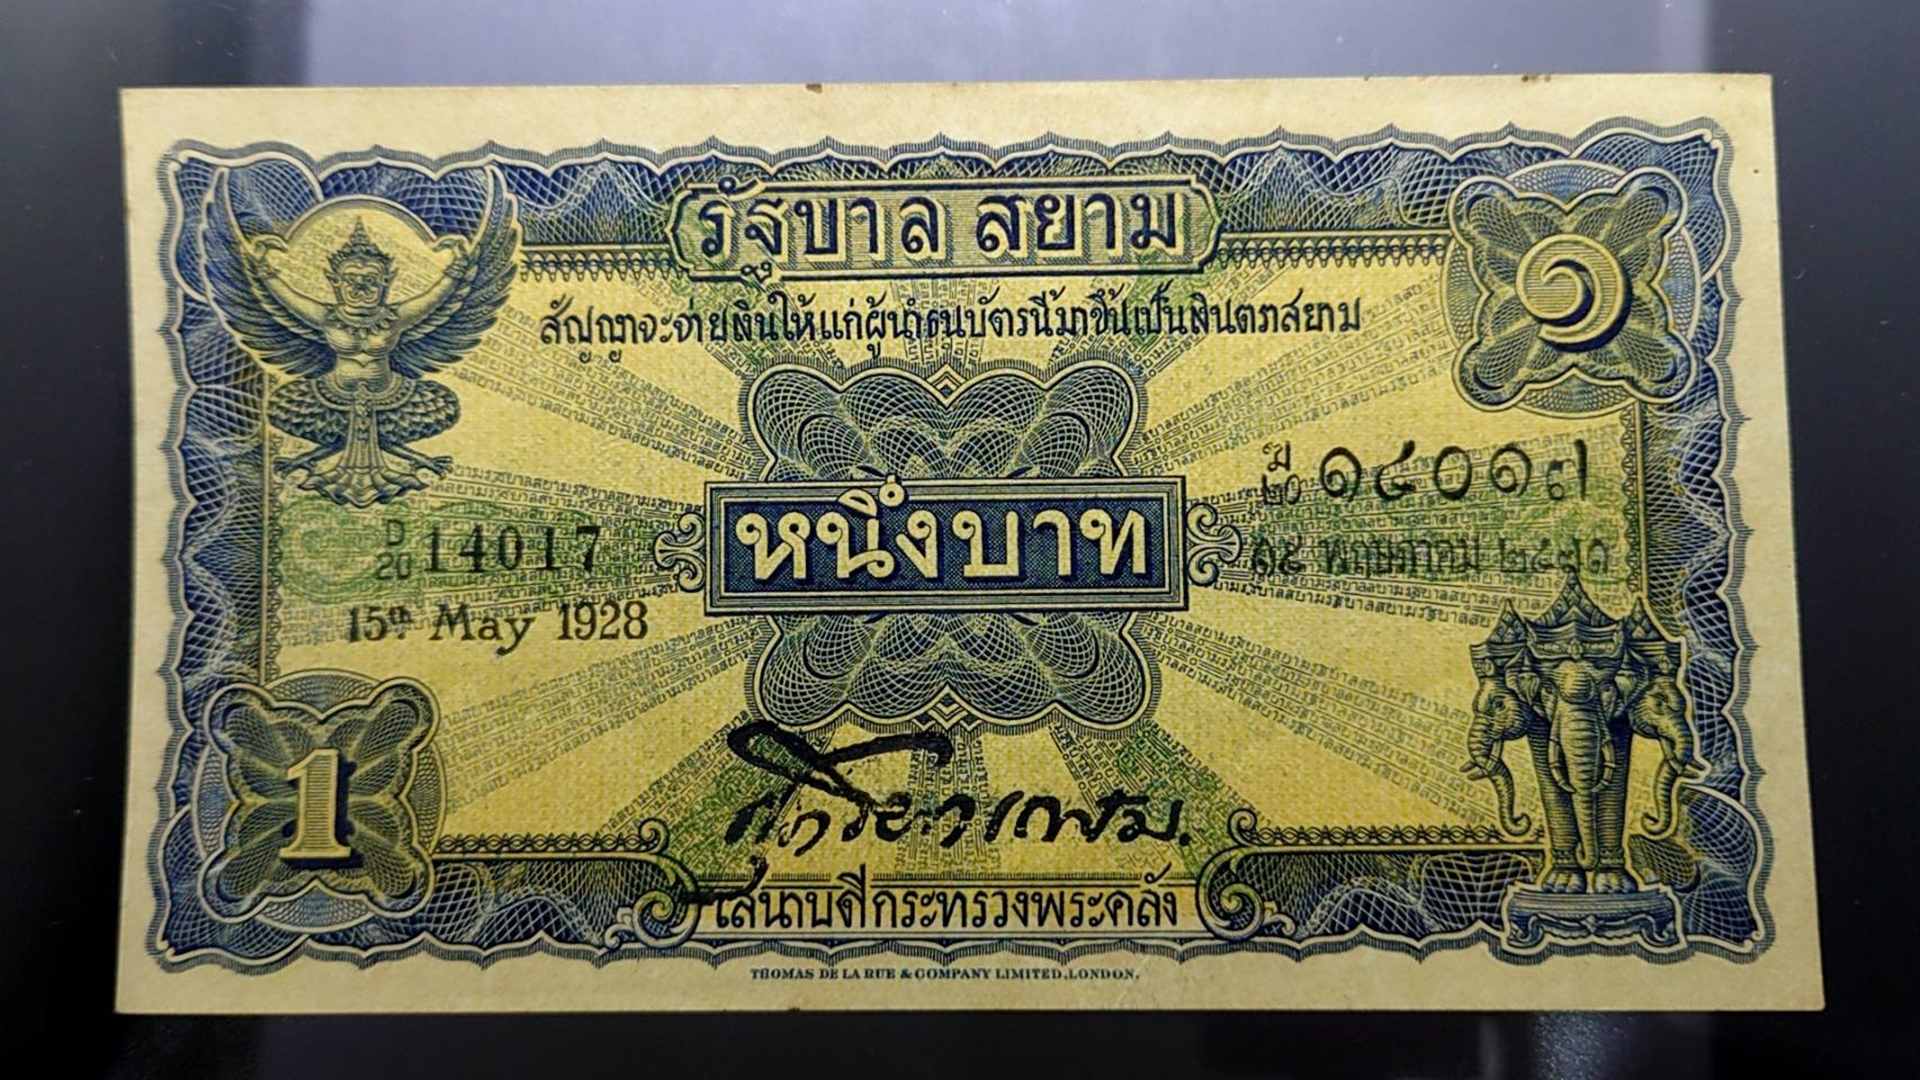 รัฐบาล สยาม
๑
สัญญาจะจ่ายเงินให้แก่ผู้นำธนบัตรนี้มาขึ้นเป็นเงินตราสยาม
๒๐ ๑๔๐๑๗
D
20 14017
หนึ่งบาท
๑๕ พฤษภาคม ๒๔๗๑
15th May 1928
1
เสนาบดีกระทรวงพระคลัง
THOMAS DE LA RUE & COMPANY LIMITED, LONDON.